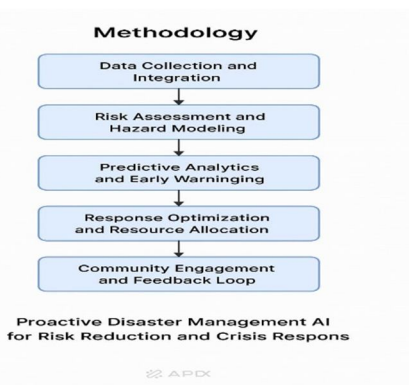 Methodology
Data Collection and
Integration
Risk Assessment and
Hazard Modeling
Predictive Analytics
and Early Warninging
Response Optimization
and Resource Allocation
Community Engagement
and Feedback Loop
Proactive Disaster Management AI
for Risk Reduction and Crisis Respons